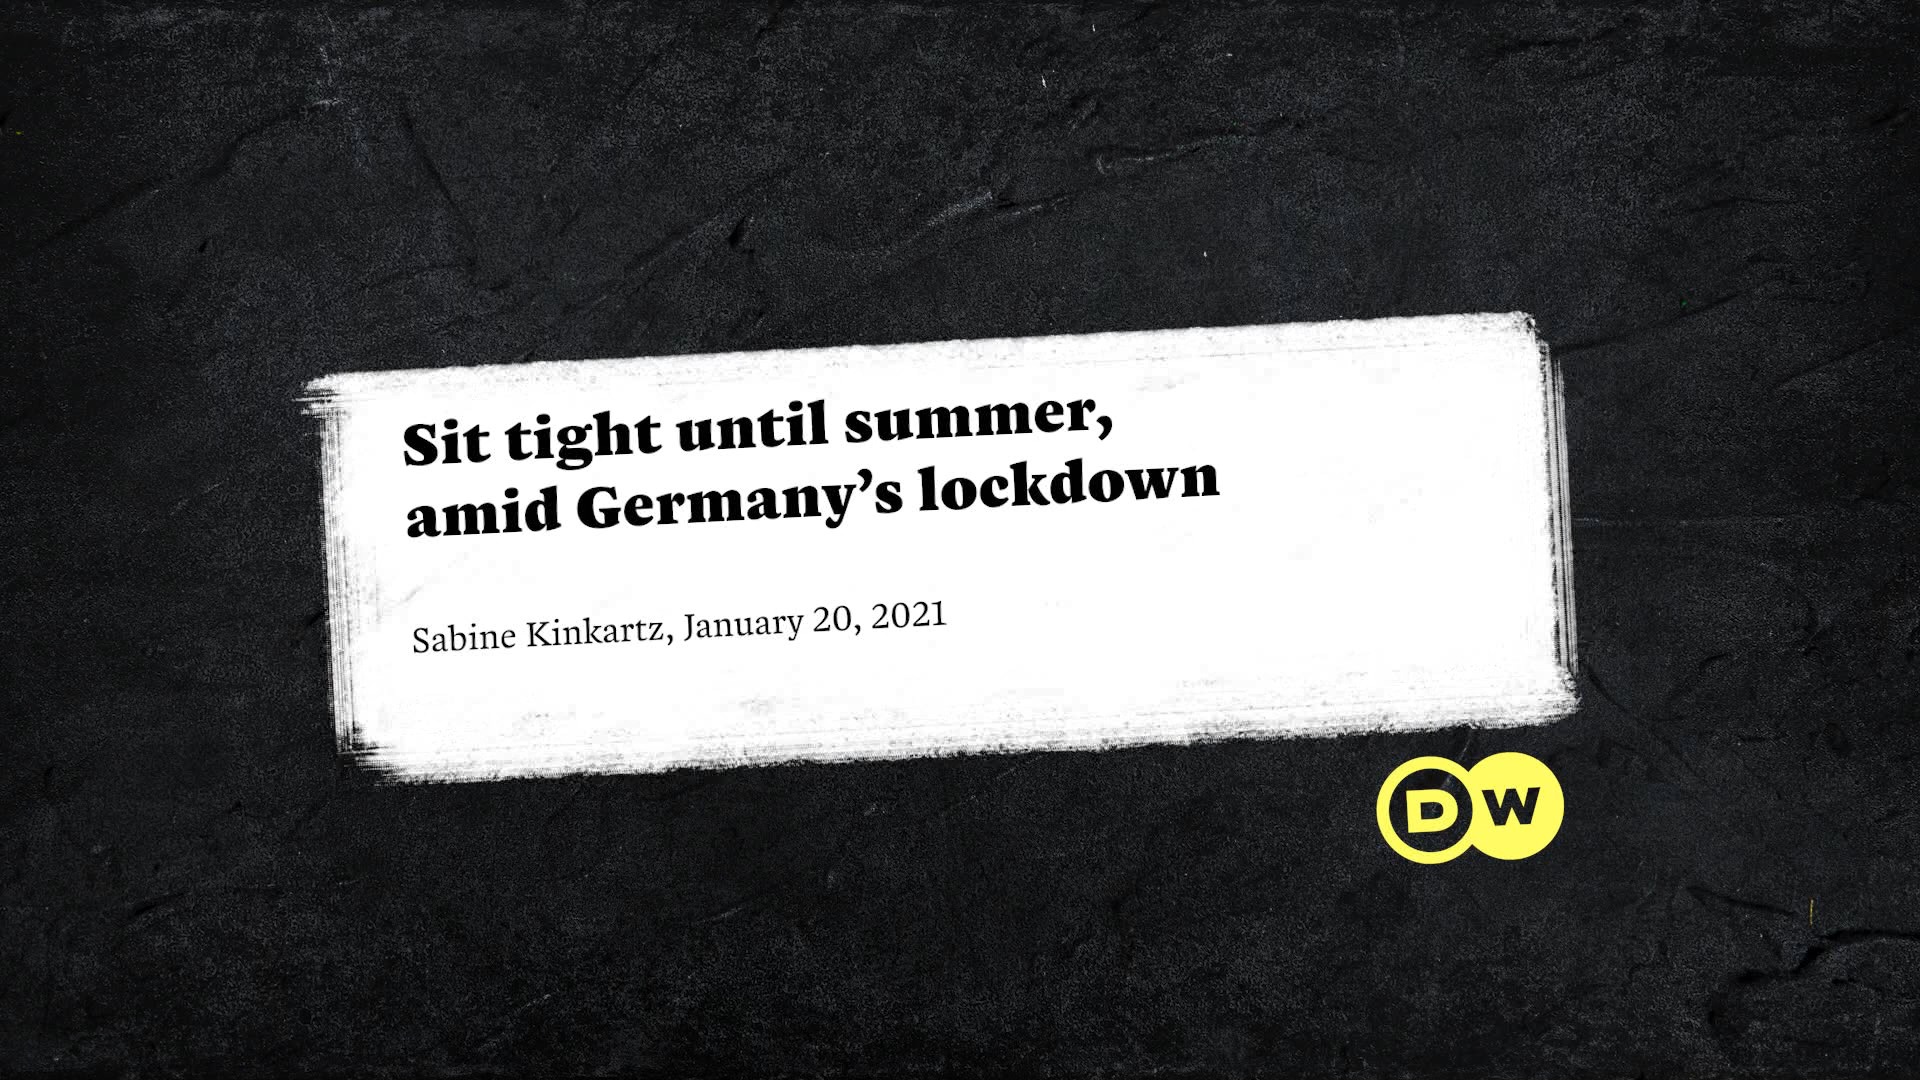 Sit tight until summer,
amid Germany’s lockdown
Sabine Kinkartz, January 20, 2021
DW